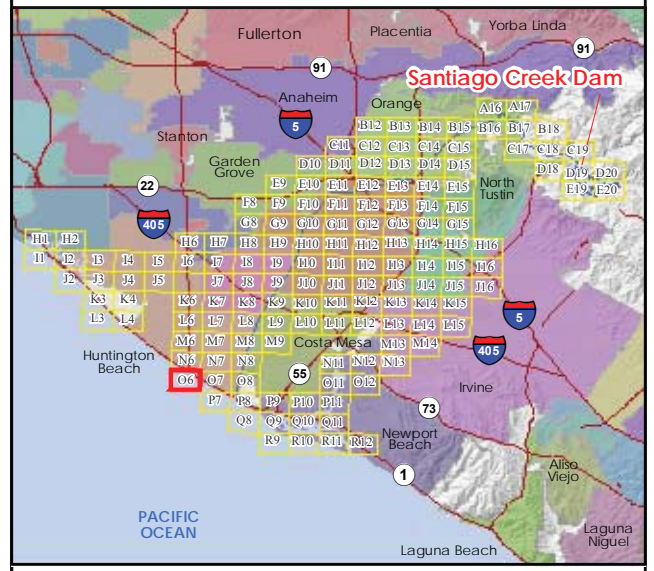 Fullerton
Placentia
Yorba Linda
91
91
Santiago Creek Dam
Anaheim
Orange
A16 A17
5
B12 B13 B14 B15 B16 B17 B18
Stanton
C11 C12 C13 C14 C15 C17 C18 C19
Garden
Grove
D10 D11 D12 D13 D14 D15 D18 D19 D20
22
E9 E10 E11 E12 E13 E14 E15 E19 E20
North
Tustin
F8 F9 F10 F11 F12 F13 F14 F15
405
G8 G9 G10 G11 G12 G13 G14 G15
H1 H2 H6 H7 H8 H9 H10 H11 H12 H13 H14 H15 H16
I1 I2 I3 I4 I5 I6 I7 I8 I9 I10 I11 I12 I13 I14 I15 I16
J2 J3 J4 J5 J7 J8 J9 J10 J11 J12 J13 J14 J15 J16
K3 K4 K6 K7 K8 K9 K10 K11 K12 K13 K14 K15
5
L3 L4 L6 L7 L8 L9 L10 L11 L12 L13 L14 L15
M6 M7 M8 M9 Costa Mesa M13 M14
405
Huntington
Beach
N6 N7 N8 N11 N12 N13
55
O6 O7 O8 O11 O12
Irvine
P7 P8 P9 P10 P11
73
Q8 Q9 Q10 Q11
R9 R10 R11 R12
Newport
Beach
1
Aliso
Viejo
PACIFIC
OCEAN
Laguna
Niguel
Laguna Beach